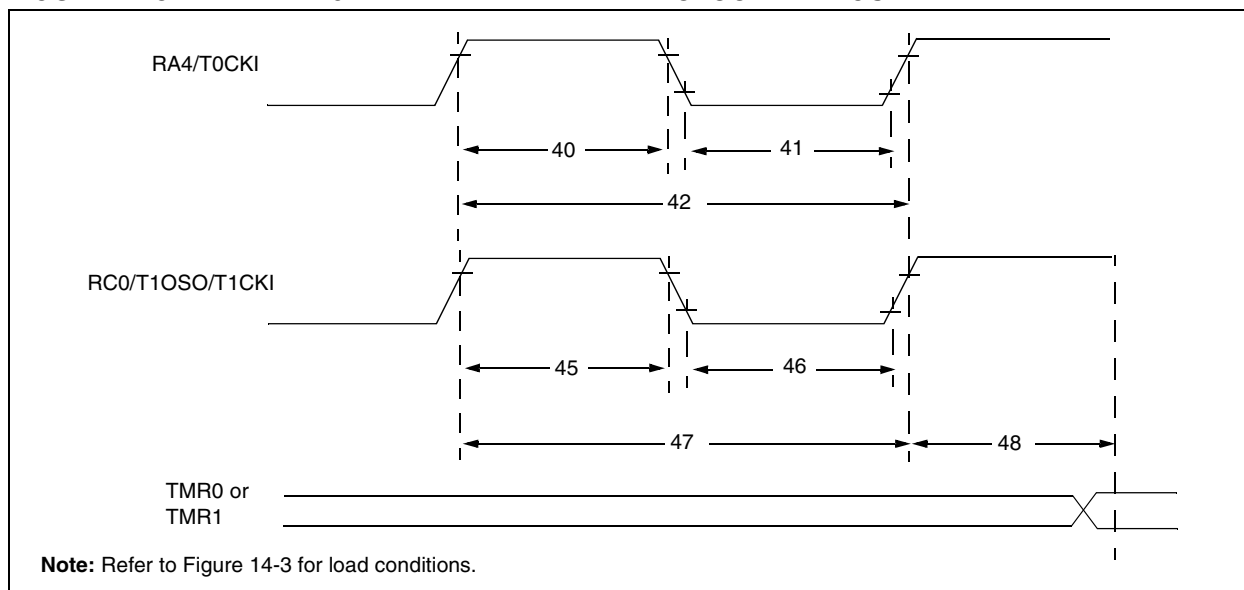 RA4/T0CKI
40
41
42
RC0/T1OSO/T1CKI
45
46
47
48
TMR0 or
TMR1
Note: Refer to Figure 14-3 for load conditions.